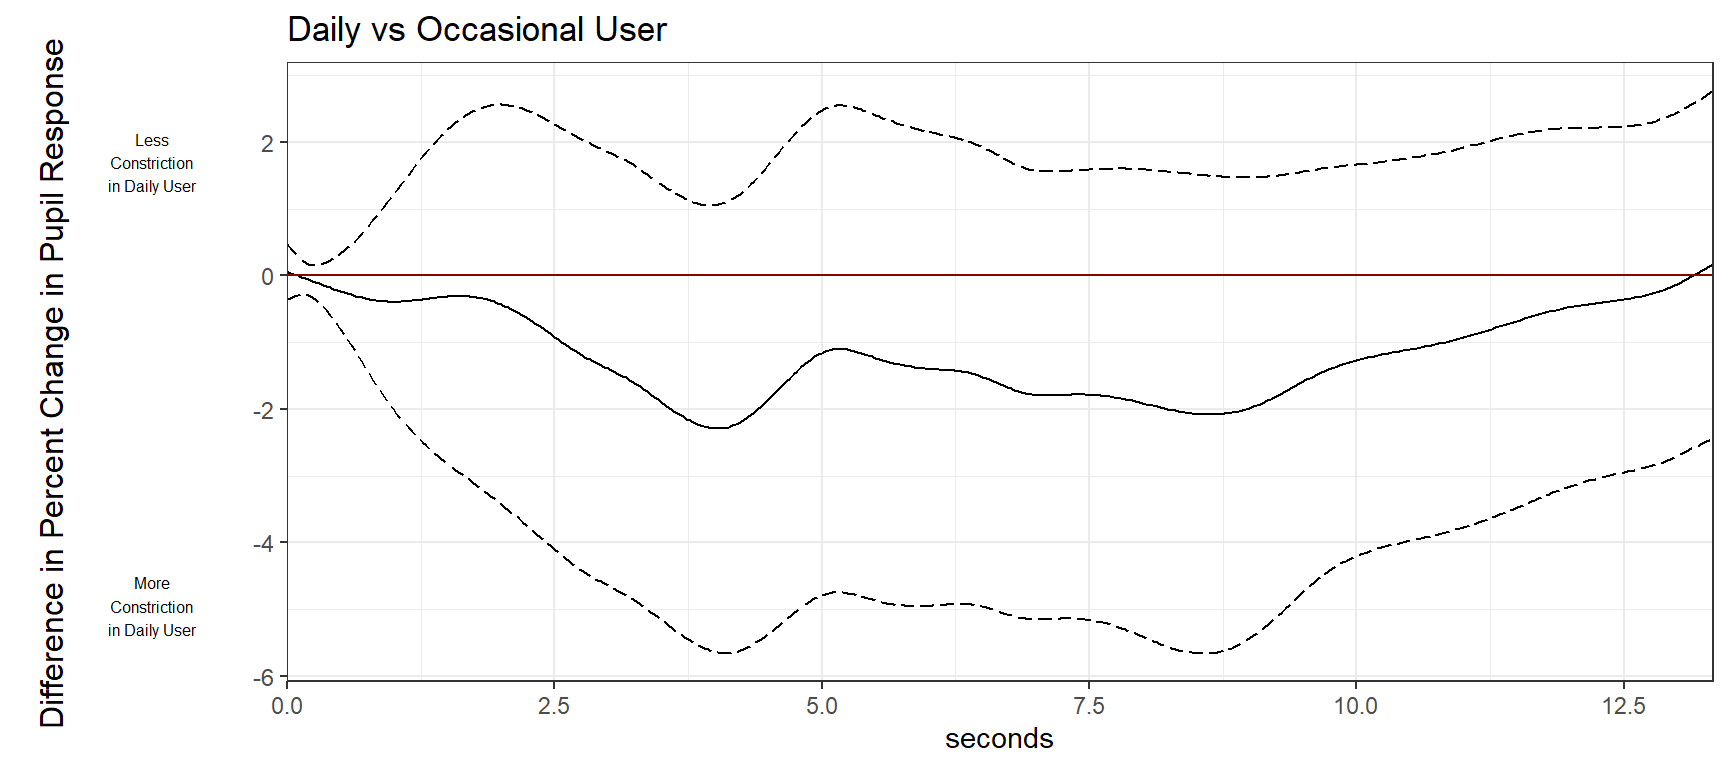 Daily vs Occasional User
Difference in Percent Change in Pupil Response
Less
Constriction
in Daily User
More
Constriction
in Daily User
2
0
-2
-4
-6
0.0 2.5 5.0 7.5 10.0 12.5
seconds